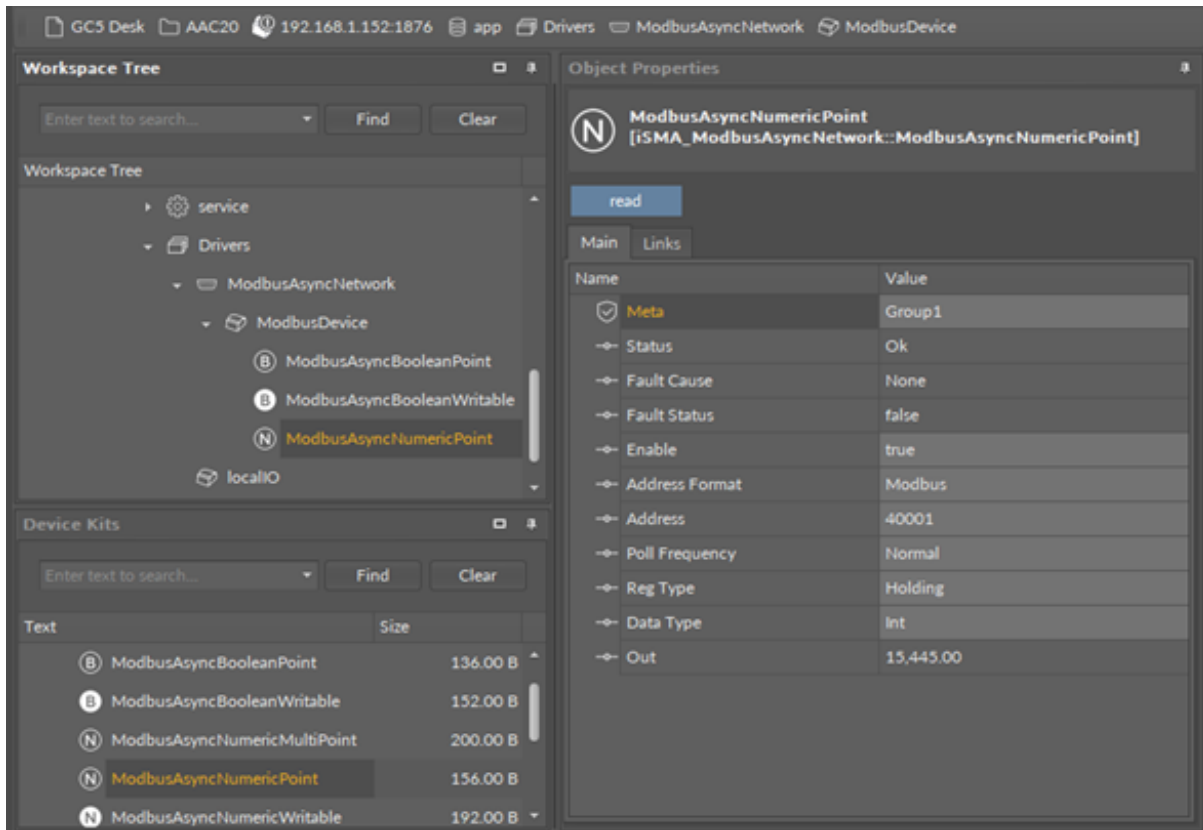 GC5 Desk AAC20 192.168.1.152:1876 app Drivers ModbusAsyncNetwork ModbusDevice
Workspace Tree
Enter text to search... Find Clear
Workspace Tree
service
Drivers
ModbusAsyncNetwork
ModbusDevice
B ModbusAsyncBooleanPoint
B ModbusAsyncBooleanWritable
N ModbusAsyncNumericPoint
localIO
Device Kits
Enter text to search... Find Clear
Text Size
B ModbusAsyncBooleanPoint 136.00 B
B ModbusAsyncBooleanWritable 152.00 B
N ModbusAsyncNumericMultiPoint 200.00 B
N ModbusAsyncNumericPoint 156.00 B
N ModbusAsyncNumericWritable 192.00 B
Object Properties
N ModbusAsyncNumericPoint
[iSMA_ModbusAsyncNetwork::ModbusAsyncNumericPoint]
read
Main Links
Name Value
Meta Group1
Status Ok
Fault Cause None
Fault Status false
Enable true
Address Format Modbus
Address 40001
Poll Frequency Normal
Reg Type Holding
Data Type Int
Out 15,445.00